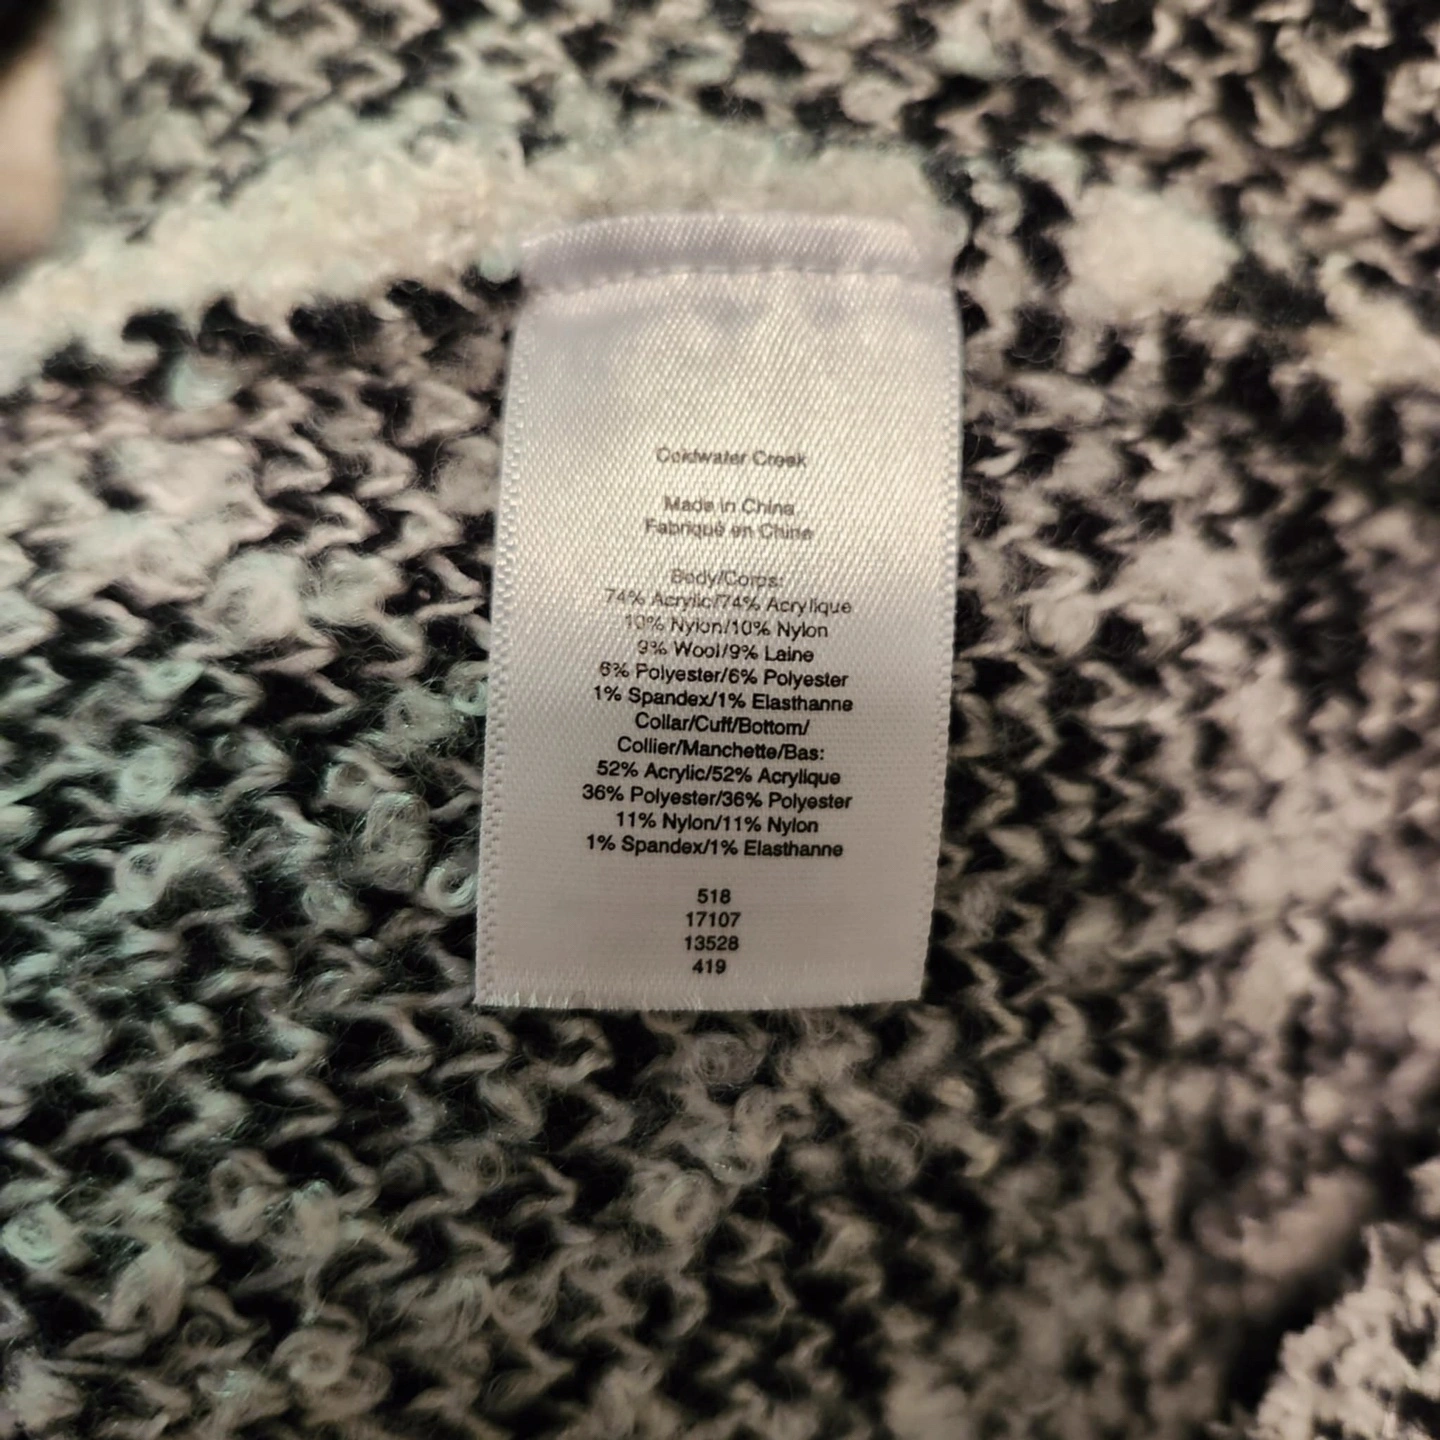 Coldwater Creek
Made in China
Fabriqué en Chine
Body/Corps:
74% Acrylic/74% Acrylique
10% Nylon/10% Nylon
9% Wool/9% Laine
6% Polyester/6% Polyester
1% Spandex/1% Elasthanne
Collar/Cuff/Bottom/
Collier/Manchette/Bas:
52% Acrylic/52% Acrylique
36% Polyester/36% Polyester
11% Nylon/11% Nylon
1% Spandex/1% Elasthanne
518
17107
13528
419